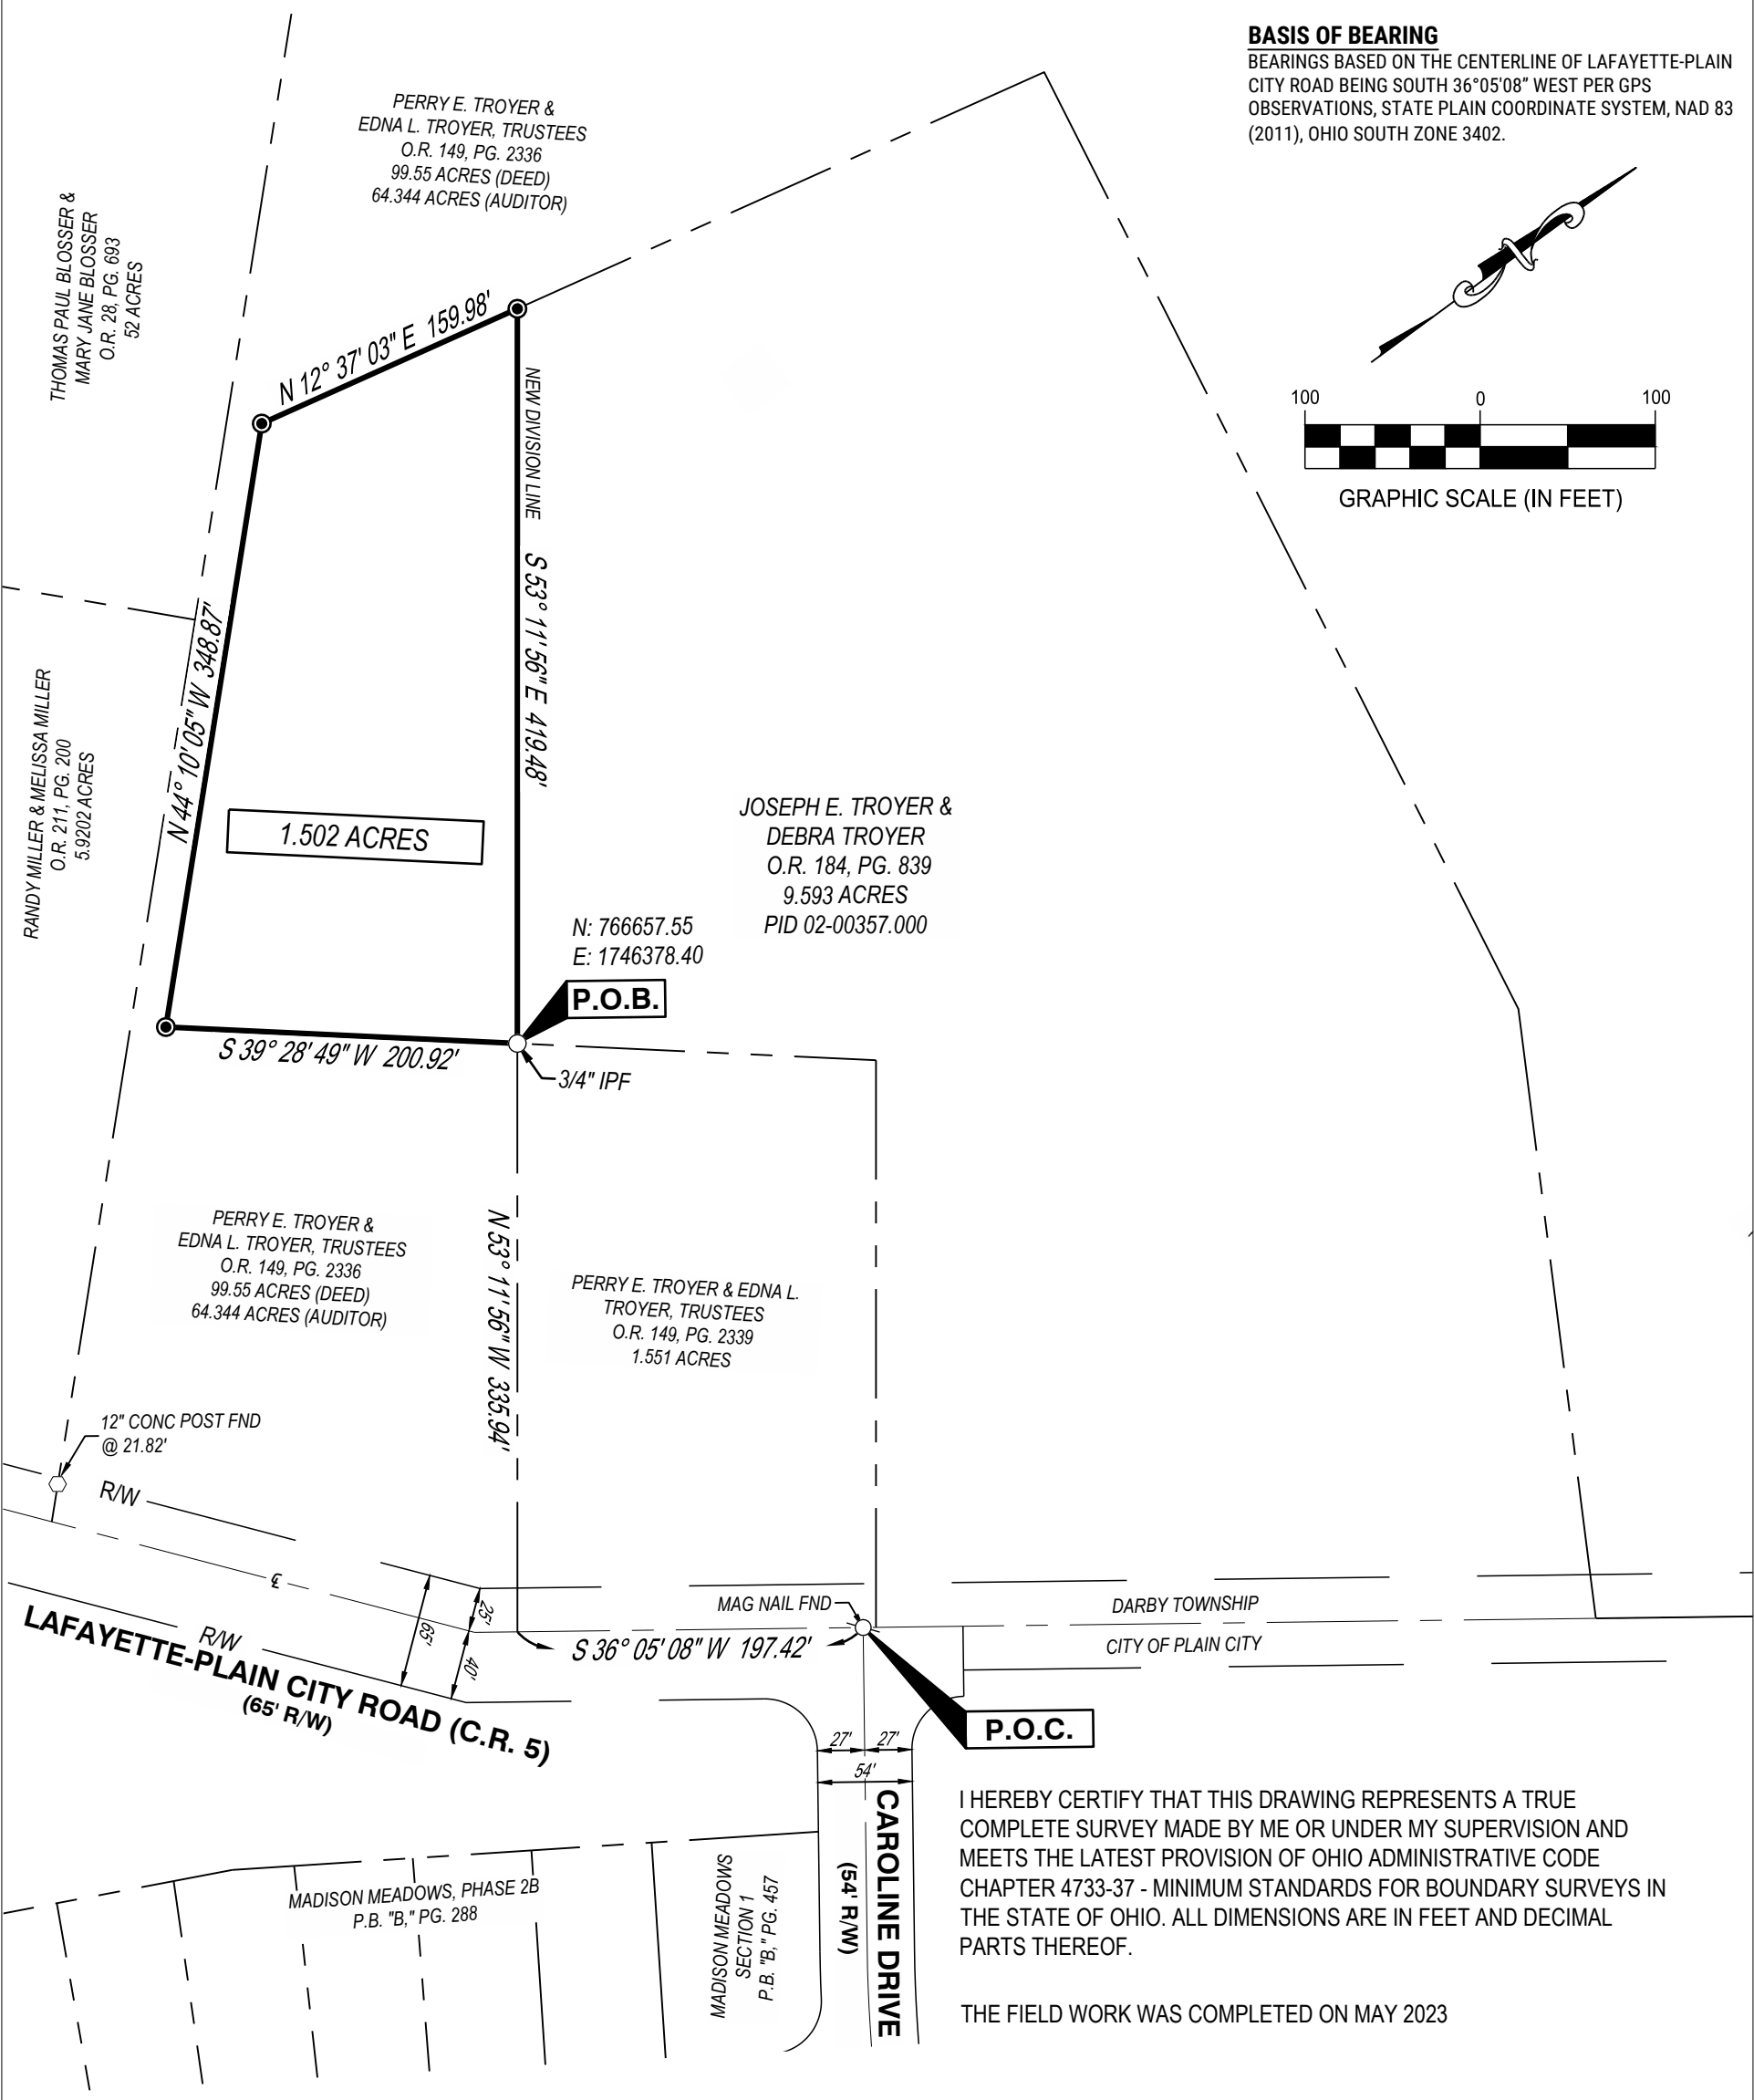 BASIS OF BEARING
BEARINGS BASED ON THE CENTERLINE OF LAFAYETTE-PLAIN
CITY ROAD BEING SOUTH 36°05'08" WEST PER GPS
OBSERVATIONS, STATE PLAIN COORDINATE SYSTEM, NAD 83
(2011), OHIO SOUTH ZONE 3402.
PERRY E. TROYER &
EDNA L. TROYER, TRUSTEES
O.R. 149, PG. 2336
99.55 ACRES (DEED)
64.344 ACRES (AUDITOR)
THOMAS PAUL BLOSSER &
MARY JANE BLOSSER
O.R. 28, PG. 693
52 ACRES
N 12° 37' 03" E 159.98'
NEW DIVISION LINE
S 53° 11' 56" E 419.48'
100 0 100
GRAPHIC SCALE (IN FEET)
N 44° 10' 05" W 348.87'
RANDY MILLER & MELISSA MILLER
O.R. 211, PG. 200
5.9202 ACRES
1.502 ACRES
JOSEPH E. TROYER &
DEBRA TROYER
O.R. 184, PG. 839
9.593 ACRES
PID 02-00357.000
N: 766657.55
E: 1746378.40
P.O.B.
S 39° 28' 49" W 200.92'
3/4" IPF
PERRY E. TROYER &
EDNA L. TROYER, TRUSTEES
O.R. 149, PG. 2336
99.55 ACRES (DEED)
64.344 ACRES (AUDITOR)
N 53° 11' 56" W 335.94'
PERRY E. TROYER & EDNA L.
TROYER, TRUSTEES
O.R. 149, PG. 2339
1.551 ACRES
12" CONC POST FND
@ 21.82'
R/W
℄
25'
65'
40'
R/W
LAFAYETTE-PLAIN CITY ROAD (C.R. 5)
(65' R/W)
MAG NAIL FND
S 36° 05' 08" W 197.42'
DARBY TOWNSHIP
CITY OF PLAIN CITY
P.O.C.
27' 27'
54'
CAROLINE DRIVE
(54' R/W)
MADISON MEADOWS, PHASE 2B
P.B. "B," PG. 288
MADISON MEADOWS
SECTION 1
P.B. "B," PG. 457
I HEREBY CERTIFY THAT THIS DRAWING REPRESENTS A TRUE
COMPLETE SURVEY MADE BY ME OR UNDER MY SUPERVISION AND
MEETS THE LATEST PROVISION OF OHIO ADMINISTRATIVE CODE
CHAPTER 4733-37 - MINIMUM STANDARDS FOR BOUNDARY SURVEYS IN
THE STATE OF OHIO. ALL DIMENSIONS ARE IN FEET AND DECIMAL
PARTS THEREOF.
THE FIELD WORK WAS COMPLETED ON MAY 2023